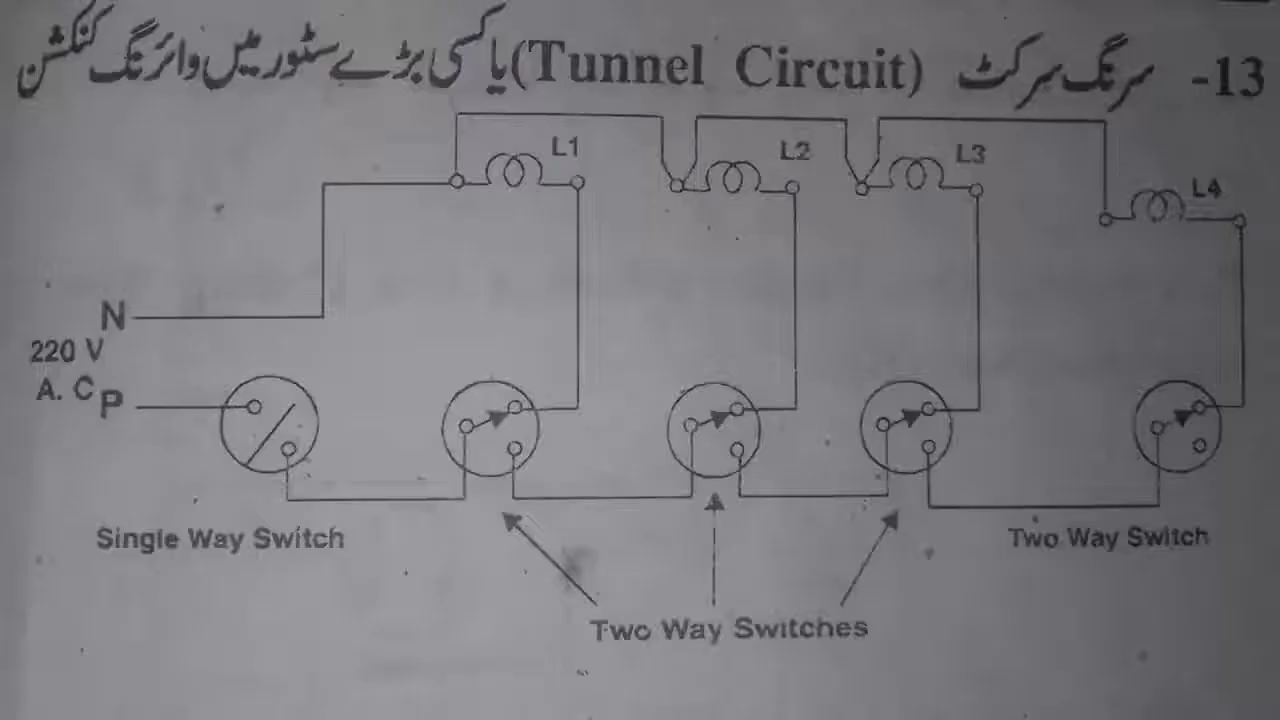 13- سرنگ سرکٹ (Tunnel Circuit) یا کسی بڑے سٹور میں وائرنگ کنکشن
L1
L2
L3
L4
N
220 V
A. C
P
Single Way Switch
Two Way Switch
Two Way Switches